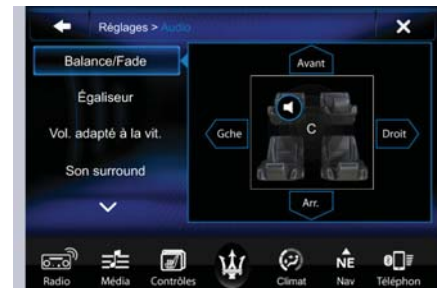 Réglages > Audio
Balance/Fade
Égaliseur
Vol. adapté à la vit.
Son surround
Avant
Gche
C
Droit
Arr.
Radio
Média
Contrôles
Climat
NE
Nav
Téléphon